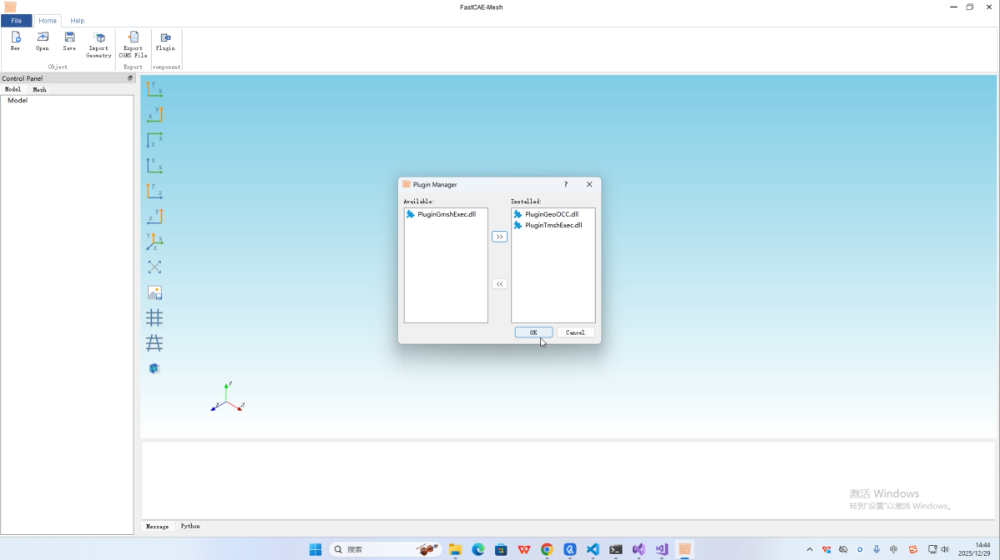 FastCAE-Mesh
File Home Help
New Open Save Import Geometry Export CGNS File Plugin
Object Export component
Control Panel
Model Mesh
Model
Plugin Manager
Available: Installed:
PluginGmshExec.dll PluginGeoOCC.dll
PluginTmshExec.dll
>>
<<
OK Cancel
激活 Windows
转到"设置"以激活 Windows。
Message Python
搜索
中
14:44
2025/12/29